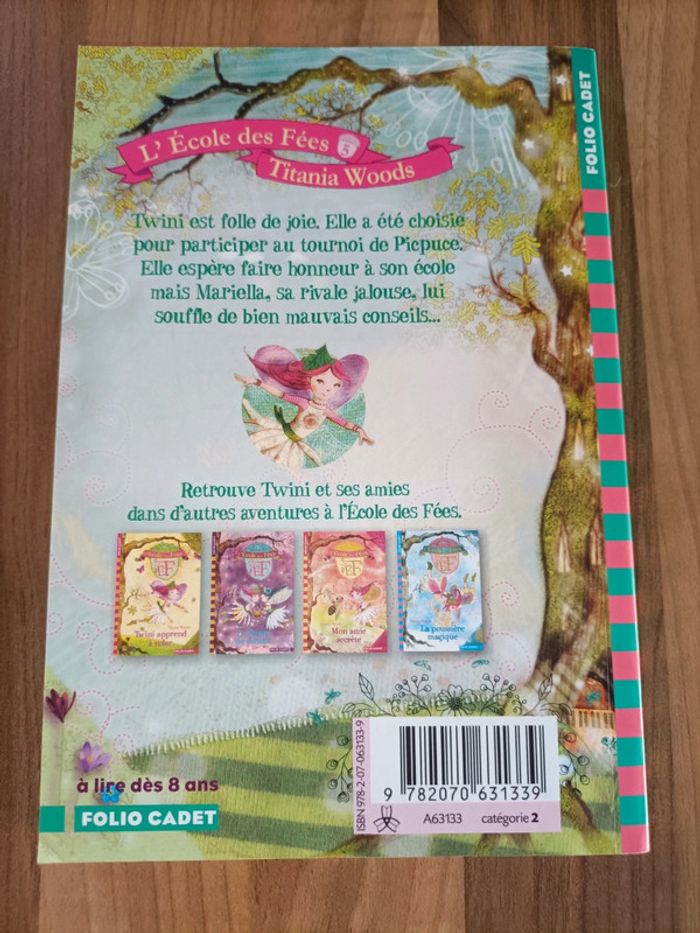 FOLIO CADET
L'École des Fées 5
Titania Woods
Twini est folle de joie. Elle a été choisie
pour participer au tournoi de Picpuce.
Elle espère faire honneur à son école
mais Mariella, sa rivale jalouse, lui
souffle de bien mauvais conseils...
Retrouve Twini et ses amies
dans d'autres aventures à l'École des Fées.
Twini apprend
à voler
Mon amie
secrète
La poussière
magique
à lire dès 8 ans
FOLIO CADET
ISBN 978-2-07-063133-9
9 782070 631339
A63133 catégorie 2